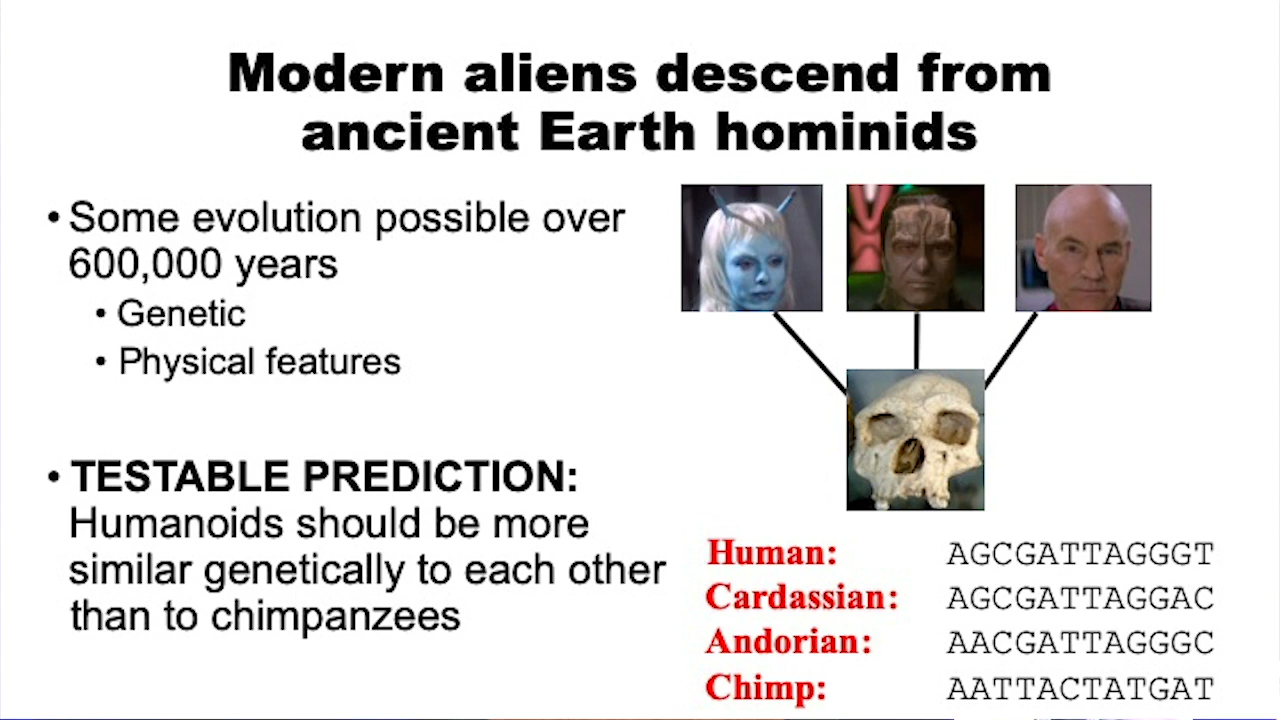 Modern aliens descend from
ancient Earth hominids
• Some evolution possible over
600,000 years
• Genetic
• Physical features
• TESTABLE PREDICTION:
Humanoids should be more
similar genetically to each other
than to chimpanzees
Human: AGCGATTAGGGT
Cardassian: AGCGATTAGGAC
Andorian: AACGATTAGGGC
Chimp: AATTACTATGAT